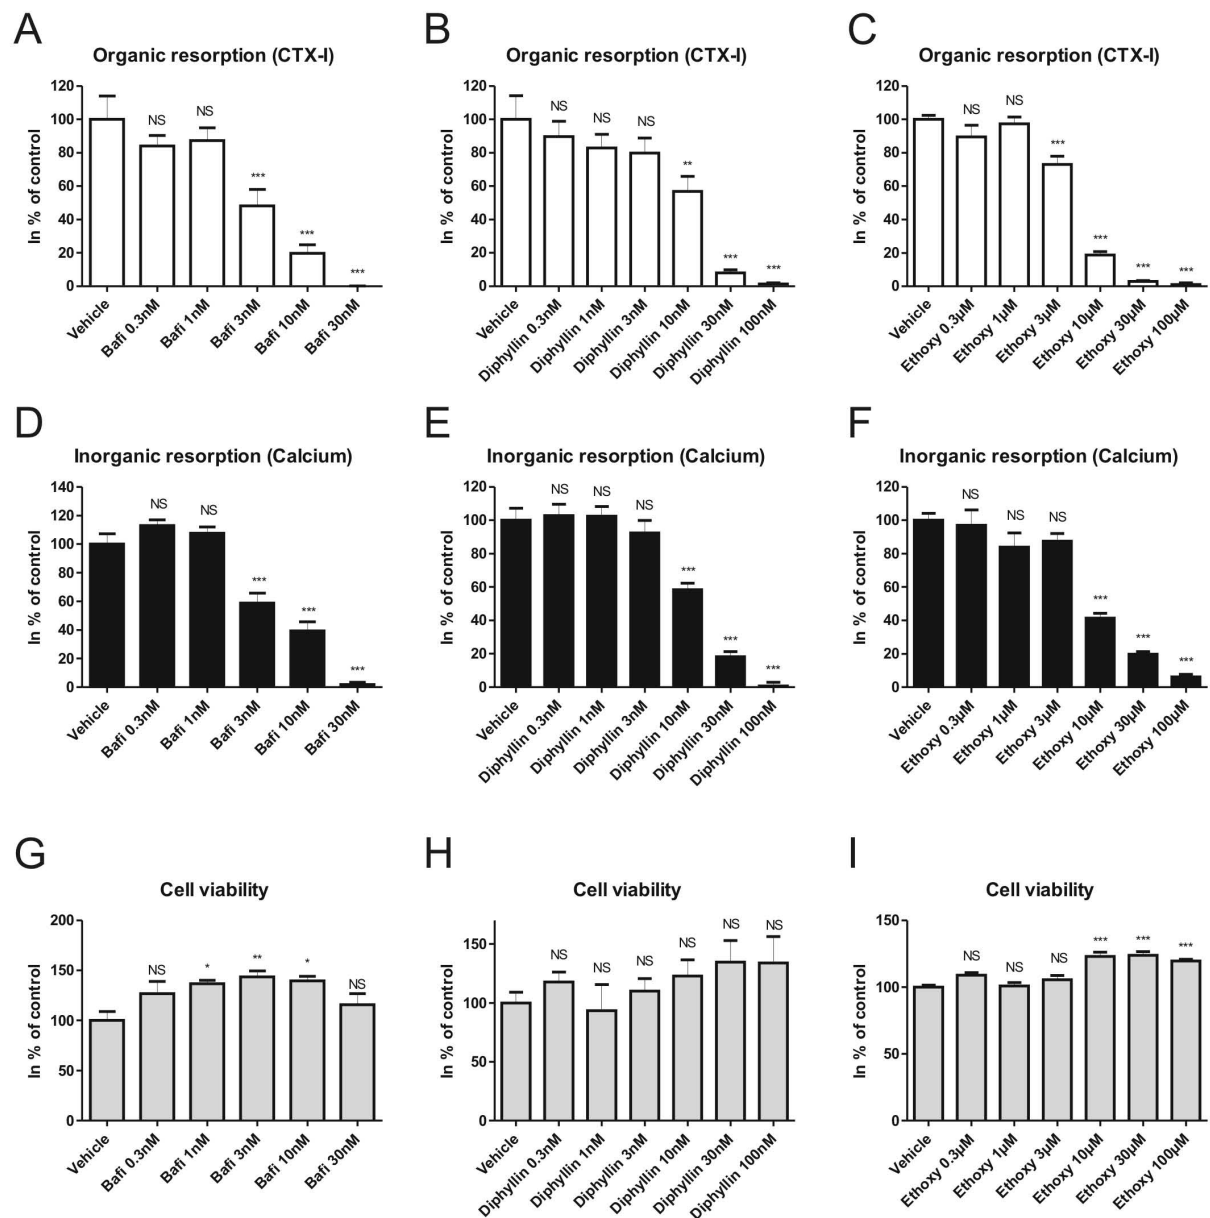 A
Organic resorption (CTX-I)
In % of control
120
100
80
60
40
20
0
NS
NS
***
***
***
Vehicle
Bafi 0.3nM
Bafi 1nM
Bafi 3nM
Bafi 10nM
Bafi 30nM
B
Organic resorption (CTX-I)
In % of control
120
100
80
60
40
20
0
NS
NS
NS
**
***
***
Vehicle
Diphyllin 0.3nM
Diphyllin 1nM
Diphyllin 3nM
Diphyllin 10nM
Diphyllin 30nM
Diphyllin 100nM
C
Organic resorption (CTX-I)
In % of control
120
100
80
60
40
20
0
NS
NS
***
***
***
***
Vehicle
Ethoxy 0.3µM
Ethoxy 1µM
Ethoxy 3µM
Ethoxy 10µM
Ethoxy 30µM
Ethoxy 100µM
D
Inorganic resorption (Calcium)
In % of control
140
120
100
80
60
40
20
0
NS
NS
***
***
***
Vehicle
Bafi 0.3nM
Bafi 1nM
Bafi 3nM
Bafi 10nM
Bafi 30nM
E
Inorganic resorption (Calcium)
In % of control
120
100
80
60
40
20
0
NS
NS
NS
***
***
***
Vehicle
Diphyllin 0.3nM
Diphyllin 1nM
Diphyllin 3nM
Diphyllin 10nM
Diphyllin 30nM
Diphyllin 100nM
F
Inorganic resorption (Calcium)
In % of control
120
100
80
60
40
20
0
NS
NS
NS
***
***
***
Vehicle
Ethoxy 0.3µM
Ethoxy 1µM
Ethoxy 3µM
Ethoxy 10µM
Ethoxy 30µM
Ethoxy 100µM
G
Cell viability
In % of control
200
150
100
50
0
NS
*
**
*
NS
Vehicle
Bafi 0.3nM
Bafi 1nM
Bafi 3nM
Bafi 10nM
Bafi 30nM
H
Cell viability
In % of control
150
100
50
0
NS
NS
NS
NS
NS
NS
Vehicle
Diphyllin 0.3nM
Diphyllin 1nM
Diphyllin 3nM
Diphyllin 10nM
Diphyllin 30nM
Diphyllin 100nM
I
Cell viability
In % of control
150
100
50
0
NS
NS
NS
***
***
***
Vehicle
Ethoxy 0.3µM
Ethoxy 1µM
Ethoxy 3µM
Ethoxy 10µM
Ethoxy 30µM
Ethoxy 100µM